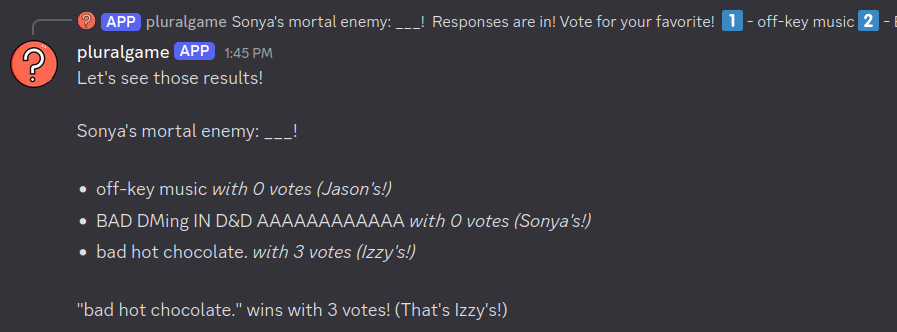 APP pluralgame Sonya's mortal enemy: ___! Responses are in! Vote for your favorite! 1 - off-key music 2 -
pluralgame APP 1:45 PM
Let's see those results!
Sonya's mortal enemy: ___!
• off-key music with 0 votes (Jason's!)
• BAD DMing IN D&D AAAAAAAAAAAA with 0 votes (Sonya's!)
• bad hot chocolate. with 3 votes (Izzy's!)
"bad hot chocolate." wins with 3 votes! (That's Izzy's!)